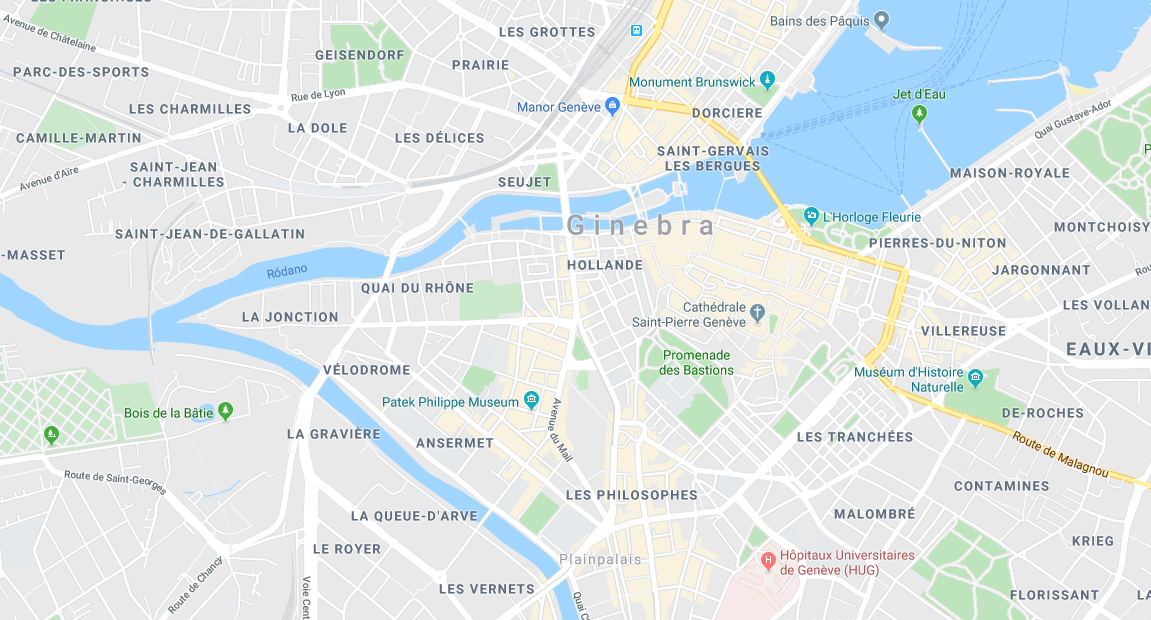 LES FRANCHISES
Avenue de Châtelaine
LES GROTTES
Bains des Pâquis
GEISENDORF
PRAIRIE
PARC-DES-SPORTS
Monument Brunswick
Rue de Lyon
Jet d'Eau
LES CHARMILLES
Manor Genève
DORCIERE
Quai Gustave-Ador
LA DOLE
CAMILLE-MARTIN
LES DÉLICES
SAINT-GERVAIS
LES BERGUES
SAINT-JEAN
- CHARMILLES
Avenue d'Aïre
SEUJET
MAISON-ROYALE
Ginebra
L'Horloge Fleurie
MONTCHOISY
SAINT-JEAN-DE-GALLATIN
PIERRES-DU-NITON
-MASSET
HOLLANDE
Ródano
JARGONNANT
QUAI DU RHÔNE
LES VOLLAN
Cathédrale
Saint-Pierre Genève
LA JONCTION
VILLEREUSE
EAUX-VI
Promenade
des Bastions
VÉLODROME
Muséum d'Histoire
Naturelle
Patek Philippe Museum
Bois de la Bâtie
DE-ROCHES
Avenue du Mail
LA GRAVIÈRE
ANSERMET
LES TRANCHÉES
Route de Malagnou
Route de Saint-Georges
CONTAMINES
LES PHILOSOPHES
LA QUEUE-D'ARVE
MALOMBRÉ
KRIEG
LE ROYER
Plainpalais
Hôpitaux Universitaires
de Genève (HUG)
Route de Chancy
Voie Cent
LES VERNETS
Quai C
FLORISSANT
LA